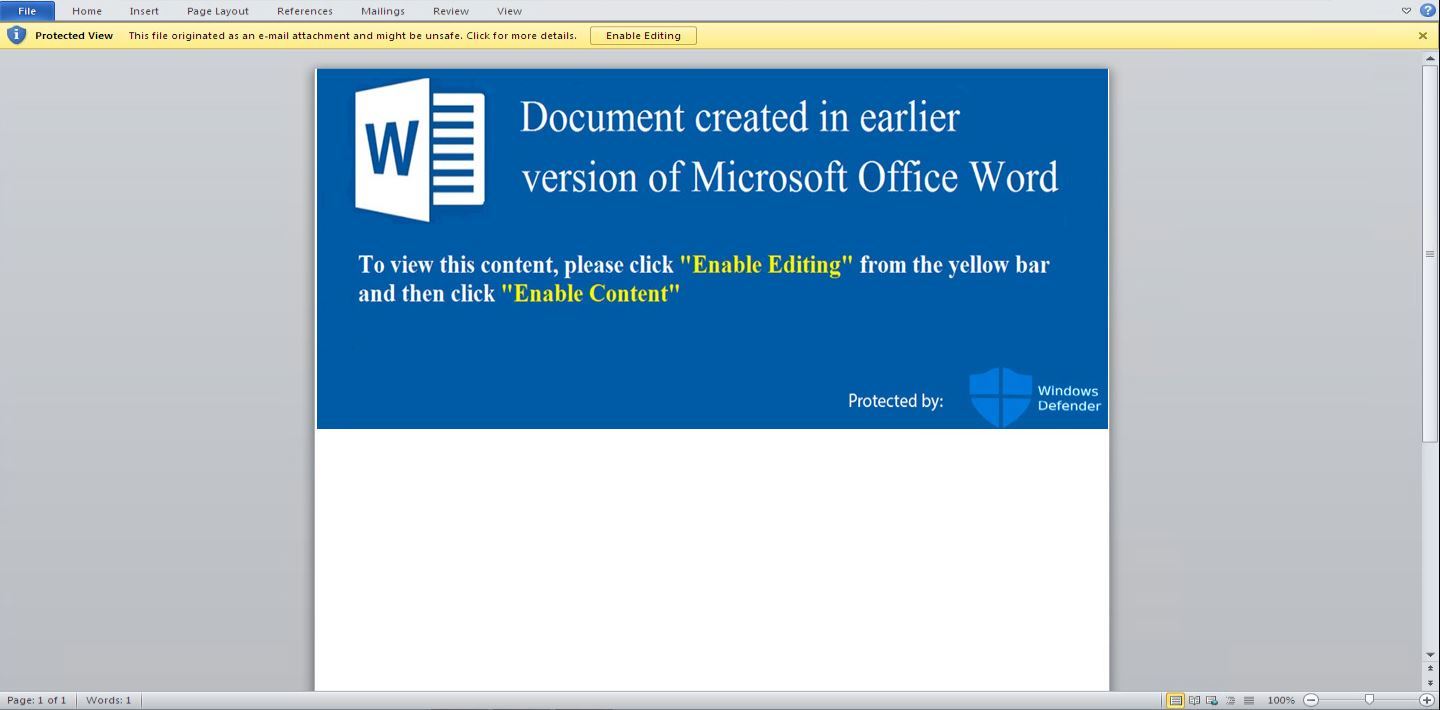 File Home Insert Page Layout References Mailings Review View
Protected View This file originated as an e-mail attachment and might be unsafe. Click for more details. Enable Editing
W
Document created in earlier
version of Microsoft Office Word
To view this content, please click "Enable Editing" from the yellow bar
and then click "Enable Content"
Protected by:
Windows
Defender
Page: 1 of 1 Words: 1 100%